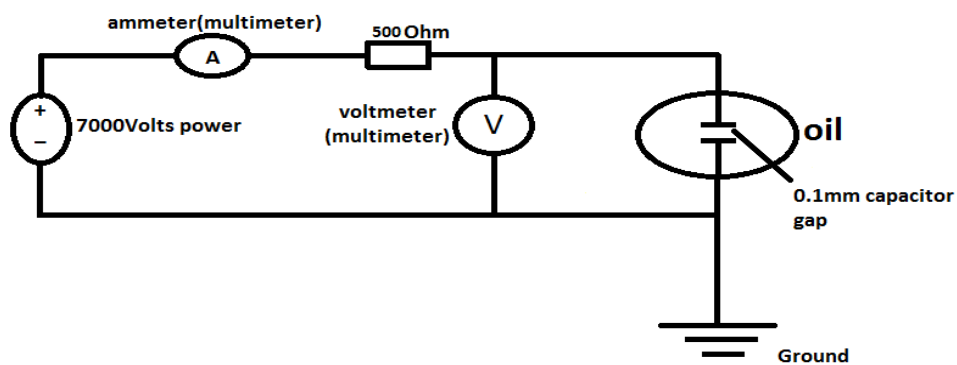 ammeter(multimeter)
A
500 Ohm
+
7000Volts power
−
voltmeter
(multimeter)
V
oil
0.1mm capacitor
gap
Ground